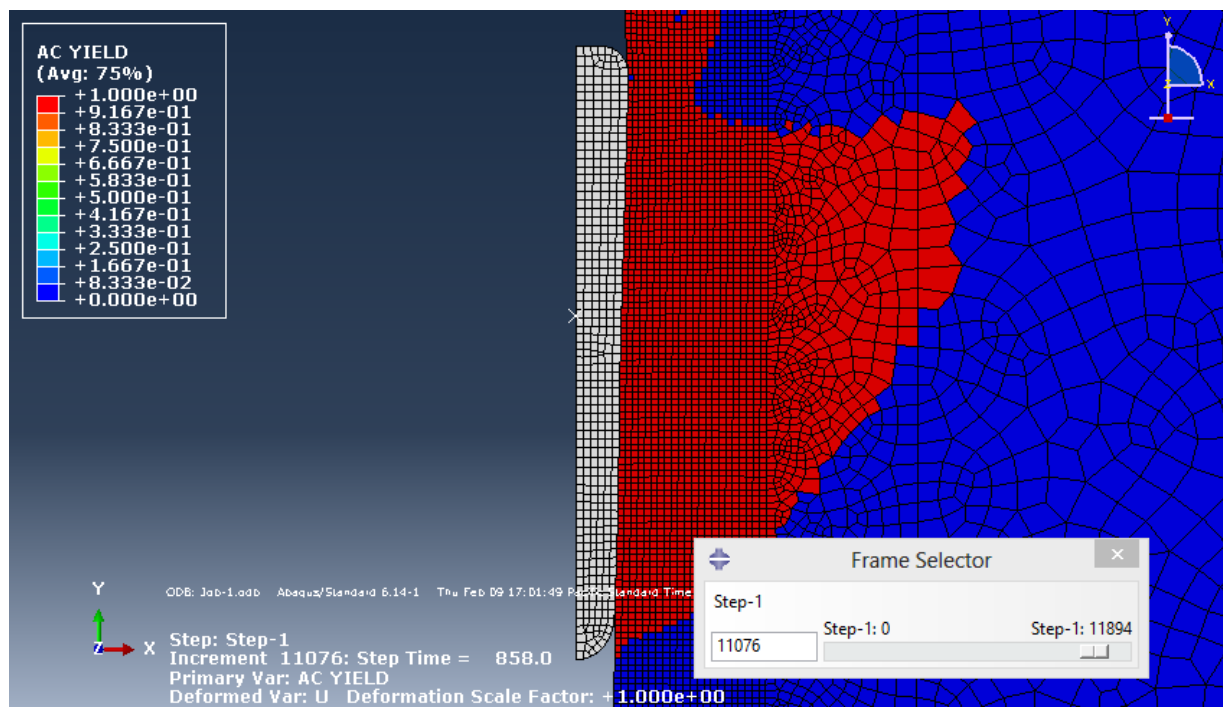 AC YIELD
(Avg: 75%)
+1.000e+00
+9.167e-01
+8.333e-01
+7.500e-01
+6.667e-01
+5.833e-01
+5.000e-01
+4.167e-01
+3.333e-01
+2.500e-01
+1.667e-01
+8.333e-02
+0.000e+00
Y
X
Z
Y
X
Z
ODB: Job-1.odb Abaqus/Standard 6.14-1 Thu Feb 09 17:01:49 Pacific Standard Time
Step: Step-1
Increment 11076: Step Time = 858.0
Primary Var: AC YIELD
Deformed Var: U Deformation Scale Factor: +1.000e+00
Frame Selector
Step-1
Step-1: 0
Step-1: 11894
11076